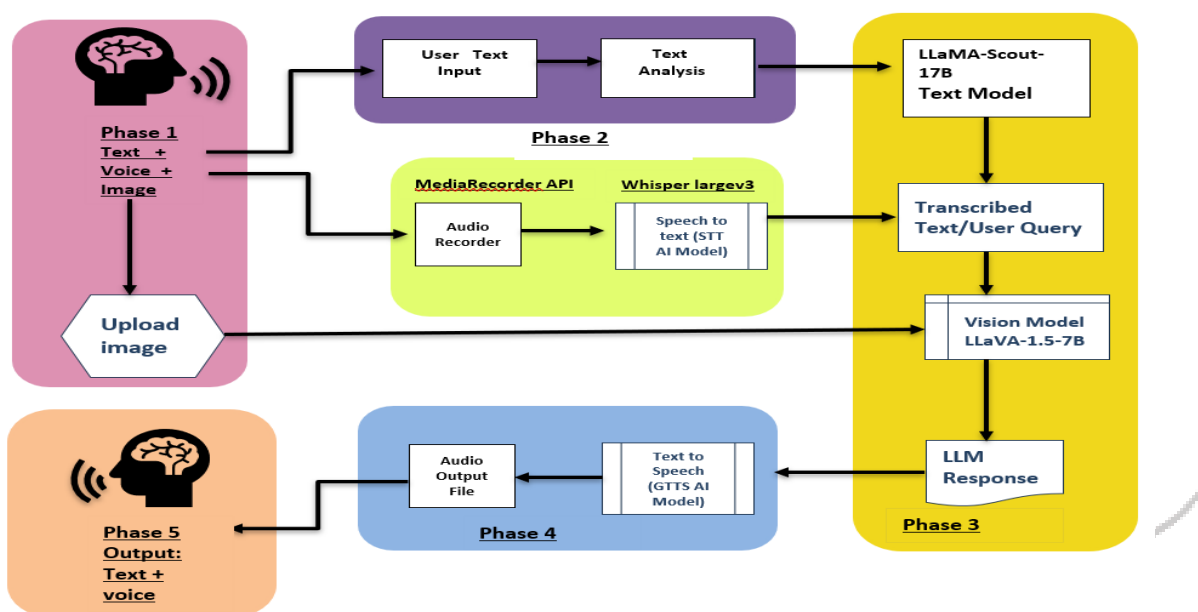 Phase 1
Text +
Voice +
Image
Upload
image
User Text
Input
Text
Analysis
Phase 2
MediaRecorder API
Audio
Recorder
Whisper largev3
Speech to
text (STT
AI Model)
LLaMA-Scout-
17B
Text Model
Transcribed
Text/User Query
Vision Model
LLaVA-1.5-7B
LLM
Response
Phase 3
Text to
Speech
(GTTS AI
Model)
Audio
Output
File
Phase 4
Phase 5
Output:
Text +
voice